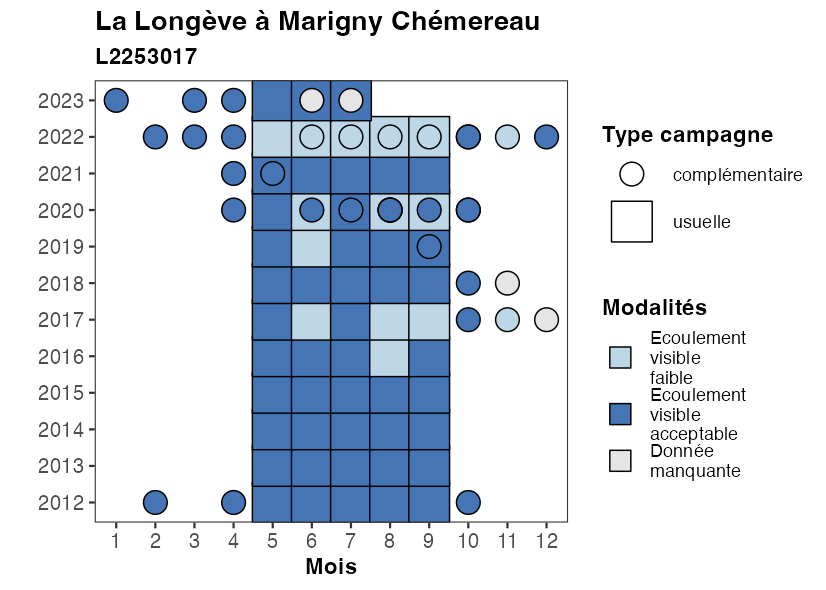 La Longève à Marigny Chémereau
L2253017
2023
2022
2021
2020
2019
2018
2017
2016
2015
2014
2013
2012
1 2 3 4 5 6 7 8 9 10 11 12
Mois
Type campagne
complémentaire
usuelle
Modalités
Ecoulement
visible
faible
Ecoulement
visible
acceptable
Donnée
manquante